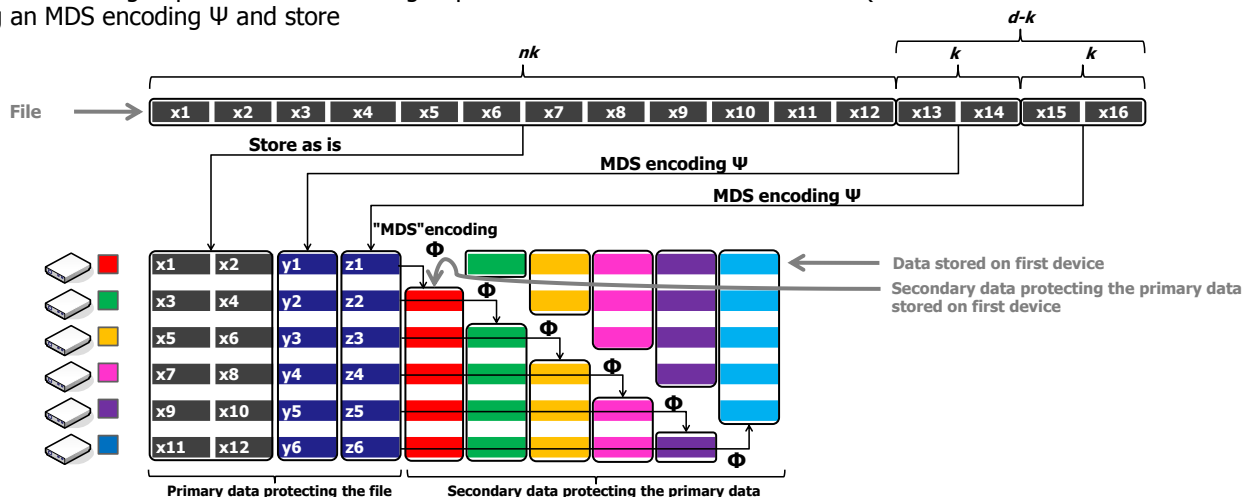 g an MDS encoding Ψ and store
d-k
nk
k
k
File
x1 x2 x3 x4 x5 x6 x7 x8 x9 x10 x11 x12 x13 x14 x15 x16
Store as is
MDS encoding Ψ
MDS encoding Ψ
"MDS"encoding
Φ
x1 x2 y1 z1
Data stored on first device
Φ
x3 x4 y2 z2
Secondary data protecting the primary data
stored on first device
Φ
x5 x6 y3 z3
Φ
x7 x8 y4 z4
Φ
x9 x10 y5 z5
x11 x12 y6 z6
Φ
Primary data protecting the file
Secondary data protecting the primary data